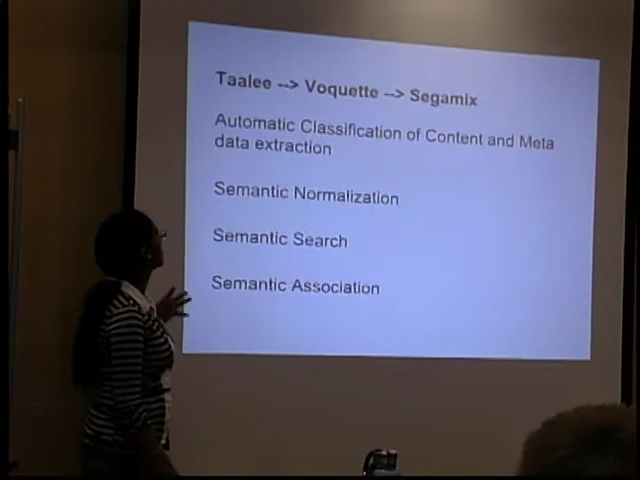 Taalee --> Voquette --> Segamix
Automatic Classification of Content and Meta
data extraction
Semantic Normalization
Semantic Search
Semantic Association